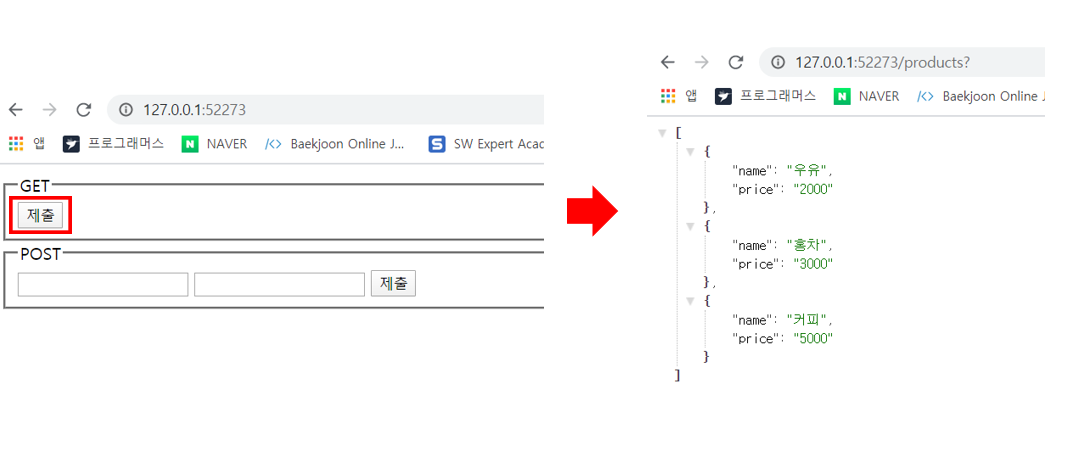 127.0.0.1:52273
앱 프로그래머스 NAVER Baekjoon Online J... SW Expert Acad
GET
제출
POST
제출
127.0.0.1:52273/products?
앱 프로그래머스 NAVER Baekjoon Online J
[
{
"name": "우유",
"price": "2000"
},
{
"name": "홍차",
"price": "3000"
},
{
"name": "커피",
"price": "5000"
}
]